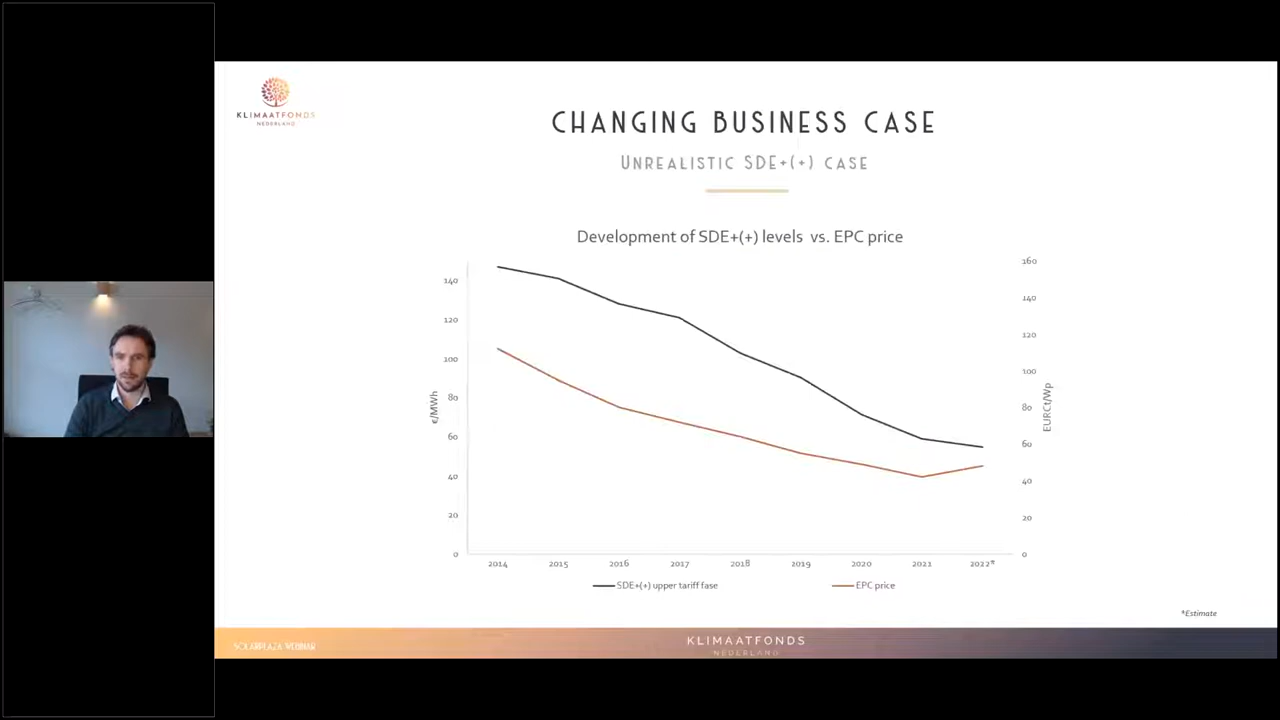 KLIMAATFONDS
NEDERLAND
CHANGING BUSINESS CASE
UNREALISTIC SDE+(+) CASE
Development of SDE+(+) levels vs. EPC price
€/MWh
140
120
100
80
60
40
20
0
160
140
120
100
80
60
40
20
0
EURCt/Wp
2014 2015 2016 2017 2018 2019 2020 2021 2022*
SDE+(+) upper tariff fase
EPC price
*Estimate
SOLARPLAZA WEBINAR
KLIMAATFONDS
NEDERLAND